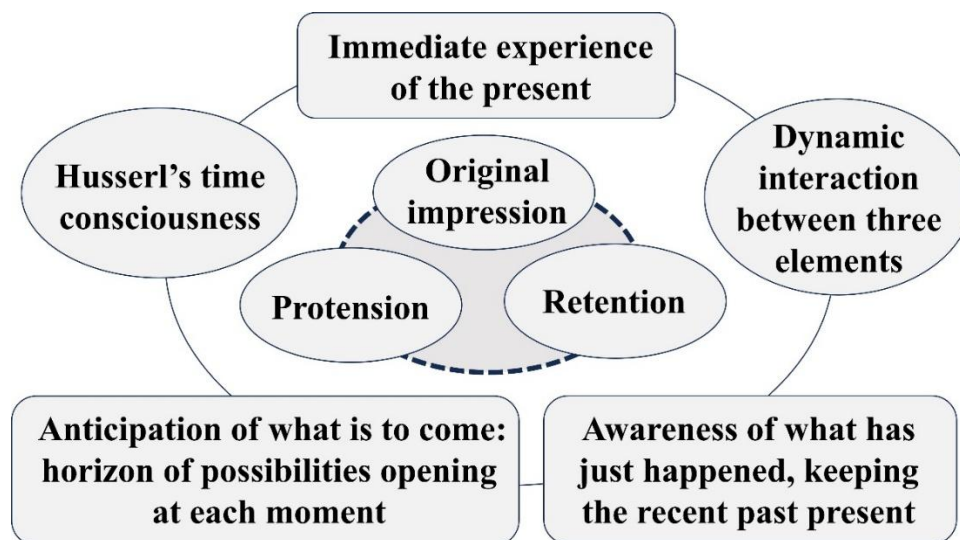 Immediate experience
of the present
Husserl's time
consciousness
Original
impression
Dynamic
interaction
between three
elements
Protension
Retention
Anticipation of what is to come:
horizon of possibilities opening
at each moment
Awareness of what has
just happened, keeping
the recent past present